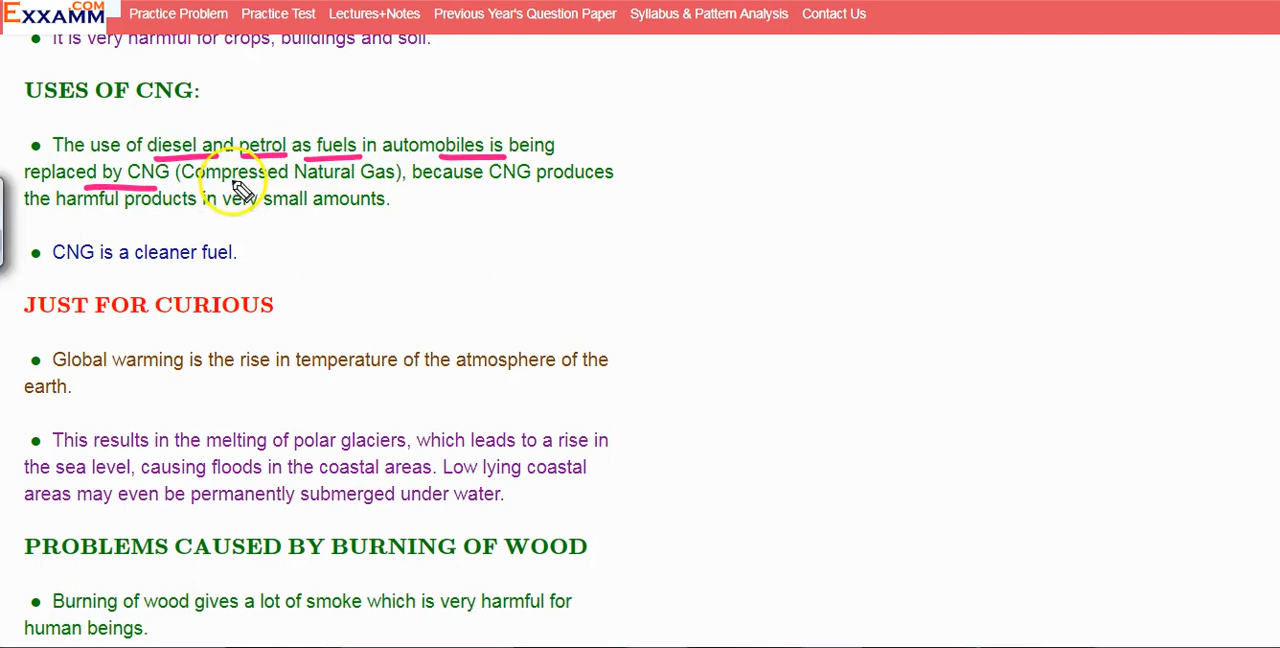 EXXAMM
.COM
Practice Problem Practice Test Lectures+Notes Previous Year's Question Paper Syllabus & Pattern Analysis Contact Us
● It is very harmful for crops, buildings and soil.
USES OF CNG:
● The use of diesel and petrol as fuels in automobiles is being
replaced by CNG (Compressed Natural Gas), because CNG produces
the harmful products in very small amounts.
● CNG is a cleaner fuel.
JUST FOR CURIOUS
● Global warming is the rise in temperature of the atmosphere of the
earth.
● This results in the melting of polar glaciers, which leads to a rise in
the sea level, causing floods in the coastal areas. Low lying coastal
areas may even be permanently submerged under water.
PROBLEMS CAUSED BY BURNING OF WOOD
● Burning of wood gives a lot of smoke which is very harmful for
human beings.